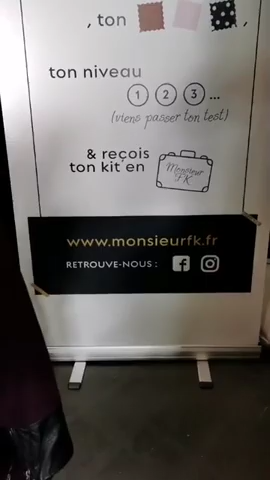 , ton ,
ton niveau
1 2 3 ...
(viens passer ton test)
& reçois
ton kit en
Monsieur
FK
www.monsieurfk.fr
RETROUVE-NOUS :